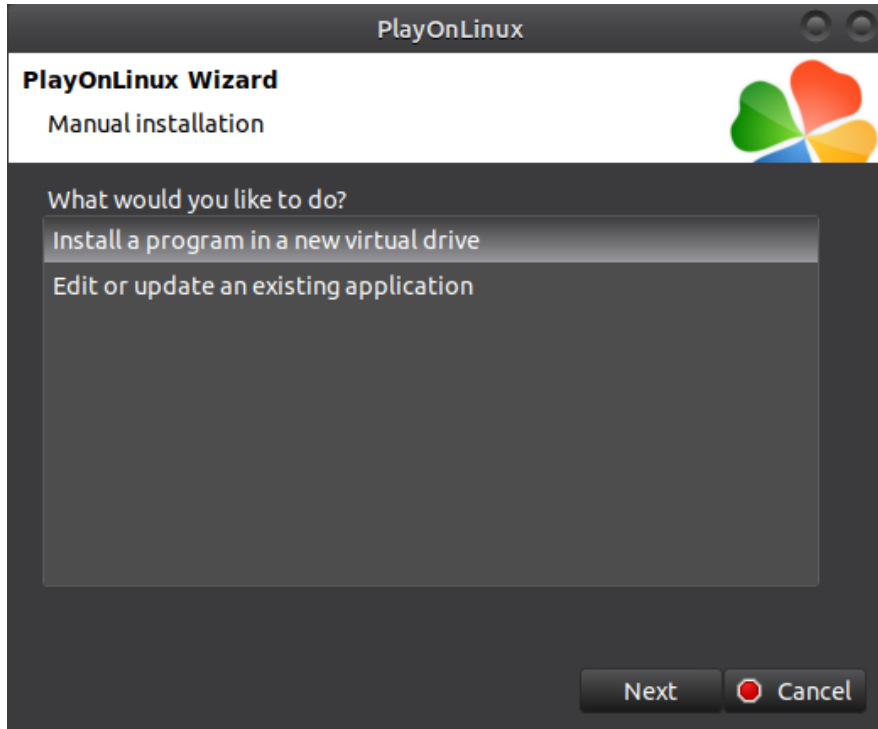 PlayOnLinux
PlayOnLinux Wizard
Manual installation
What would you like to do?
Install a program in a new virtual drive
Edit or update an existing application
Next
Cancel